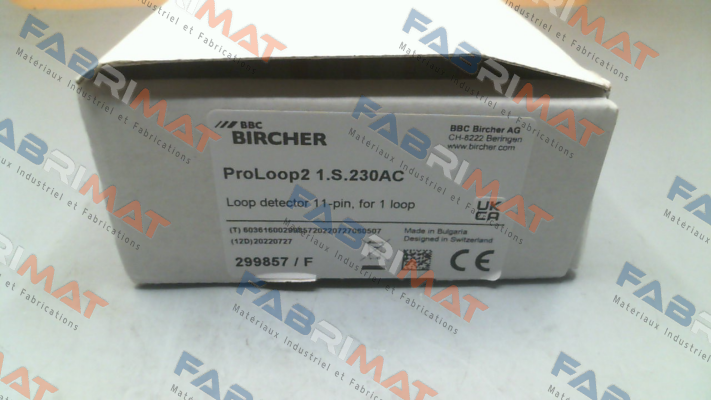 BBC
BIRCHER
BBC Bircher AG
CH-8222 Beringen
www.bircher.com
ProLoop2 1.S.230AC
Loop detector 11-pin, for 1 loop
UK
CA
(12D)20220727
Made in Bulgaria
Designed in Switzerland
299857 / F
CE
FABRIMAT
Matériaux Industriel et Fabrications